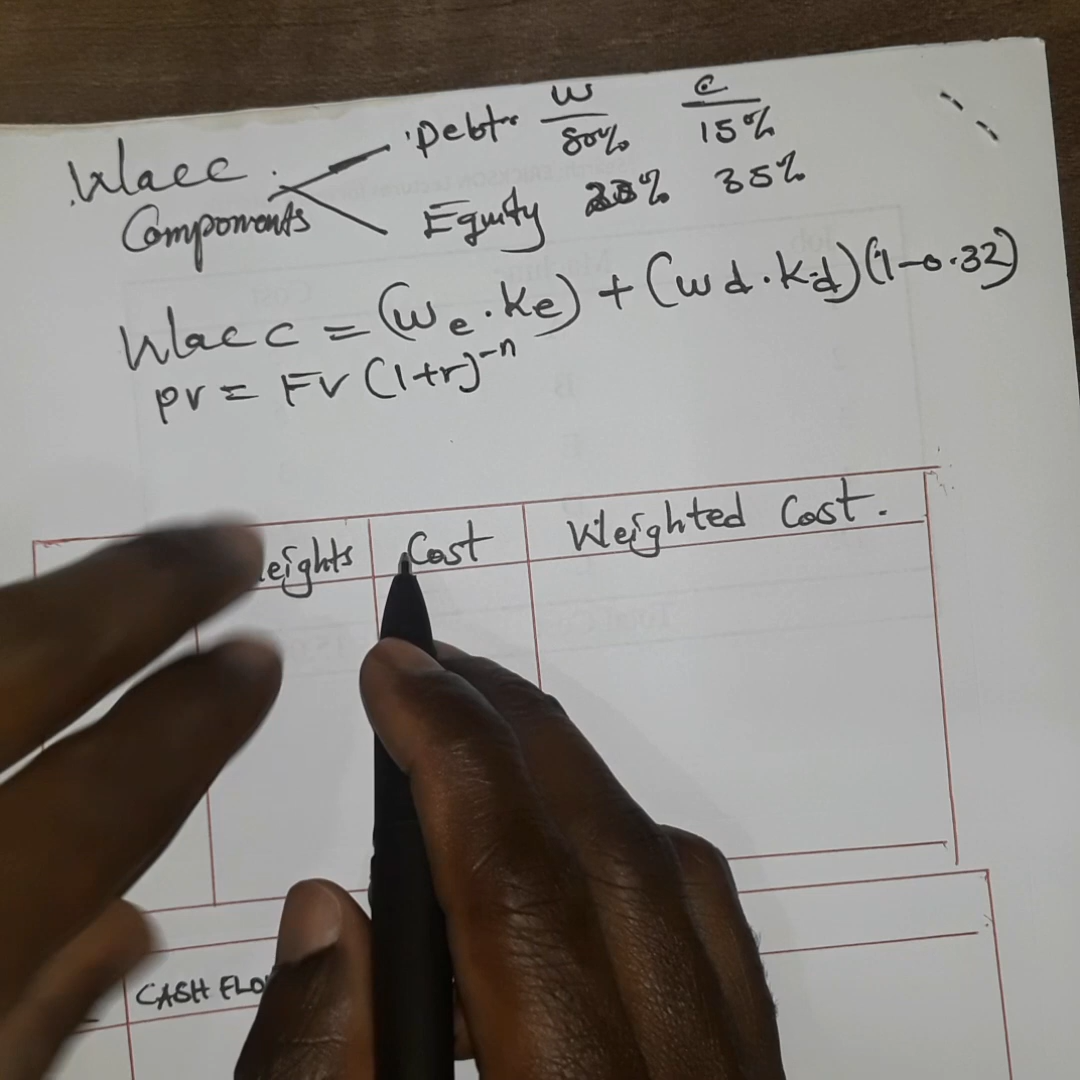 W C
Debt 80% 15%
Wacc.
Components
Equity 35%
Wacc = (We . Ke) + (Wd . Kd)(1-0.32)
PV = FV (1+r)^-n
eights Cost Weighted Cost.
CASH FLO